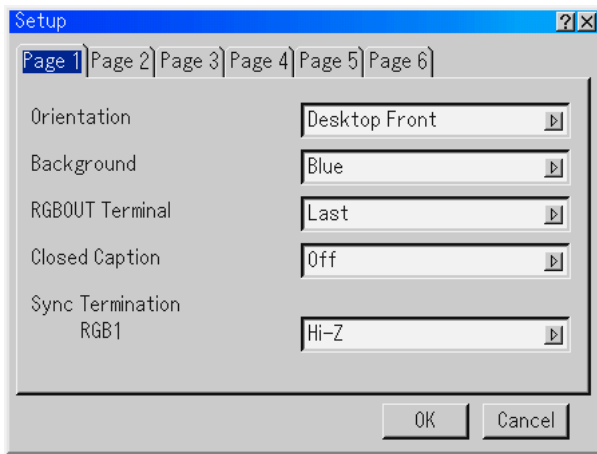 Setup
Page 1 Page 2 Page 3 Page 4 Page 5 Page 6
Orientation Desktop Front
Background Blue
RGBOUT Terminal Last
Closed Caption Off
Sync Termination
RGB1 Hi-Z
OK Cancel